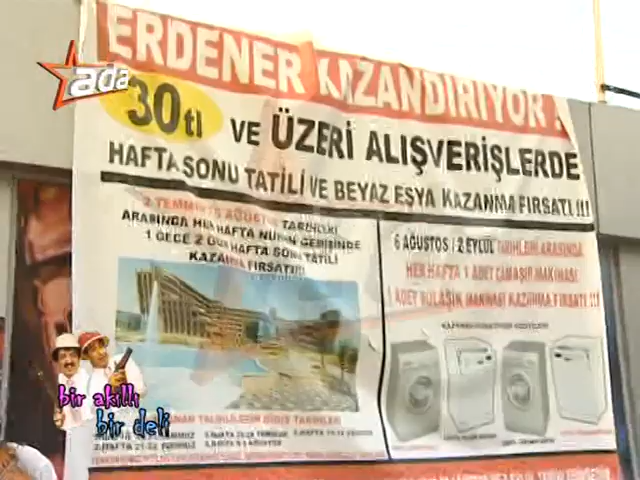 ERDENER KAZANDIRIYOR!
ada
30tl VE ÜZERİ ALIŞVERİŞLERDE
HAFTASONU TATİLİ VE BEYAZ EŞYA KAZANMA FIRSATI !!!
2 TEMMUZ 5 AĞUSTOS TARİHLERİ
ARASINDA HER HAFTA
1 GECE 2 GÜN HAFTA SONU TATİLİ
KAZANMA FIRSATI!!!
6 AĞUSTOS / 2 EYLÜL TARİHLERİ ARASINDA
HER HAFTA 1 ADET ÇAMAŞIR MAKİNASI
1 ADET BULAŞIK MAKİNASI KAZANMA FIRSATI !!!
bir akıllı
bir deli